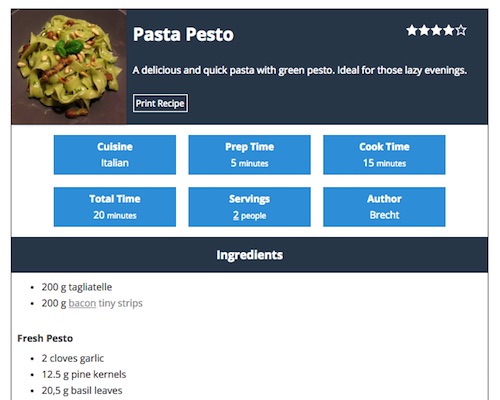 Pasta Pesto
A delicious and quick pasta with green pesto. Ideal for those lazy evenings.
Print Recipe
Cuisine
Italian
Prep Time
5 minutes
Cook Time
15 minutes
Total Time
20 minutes
Servings
2 people
Author
Brecht
Ingredients
• 200 g tagliatelle
• 200 g bacon tiny strips
Fresh Pesto
• 2 cloves garlic
• 12.5 g pine kernels
• 20,5 g basil leaves